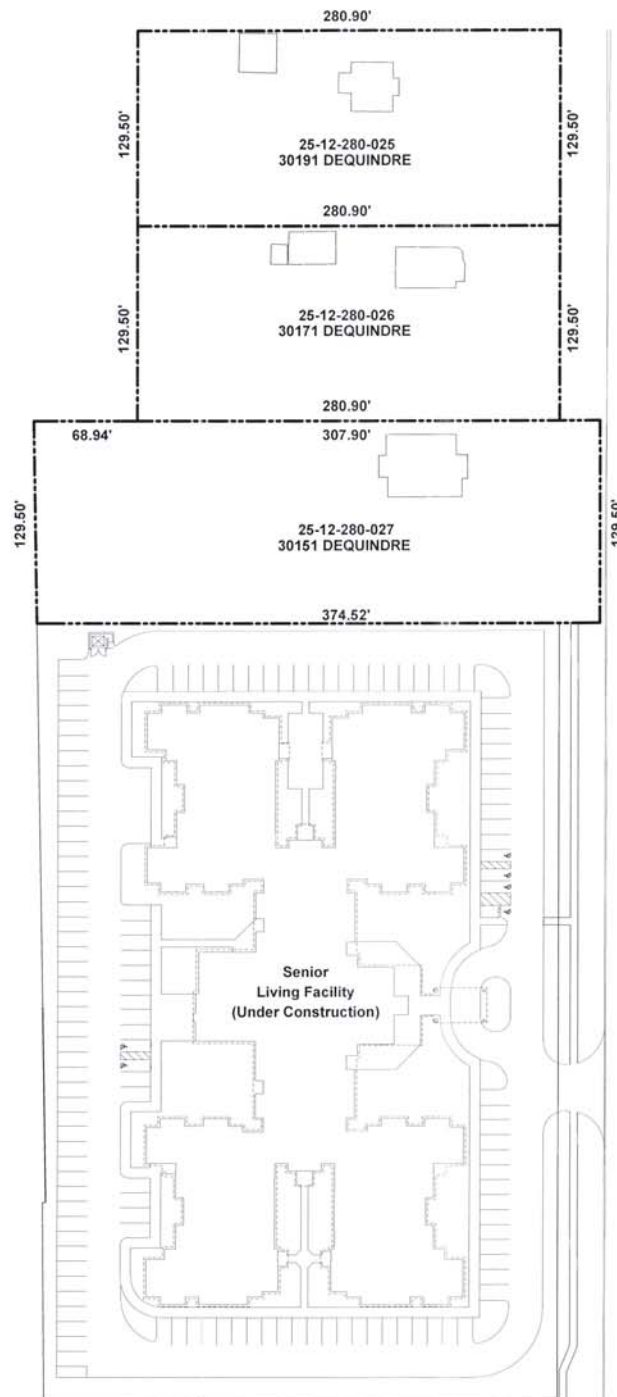 280.90'
129.50'
129.50'
25-12-280-025
30191 DEQUINDRE
280.90'
129.50'
129.50'
25-12-280-026
30171 DEQUINDRE
280.90'
68.94'
307.90'
129.50'
129.50'
25-12-280-027
30151 DEQUINDRE
374.52'
Senior
Living Facility
(Under Construction)